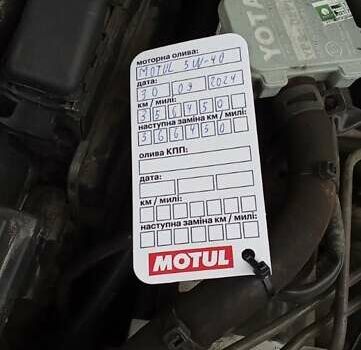 моторна олива:
MOTUL 5W-40
дата:
30 09 2024
км / милі:
356450
наступна заміна км / милі:
366450
олива КПП:
дата:
км / милі:
наступна заміна км / милі:
MOTUL
YOTA